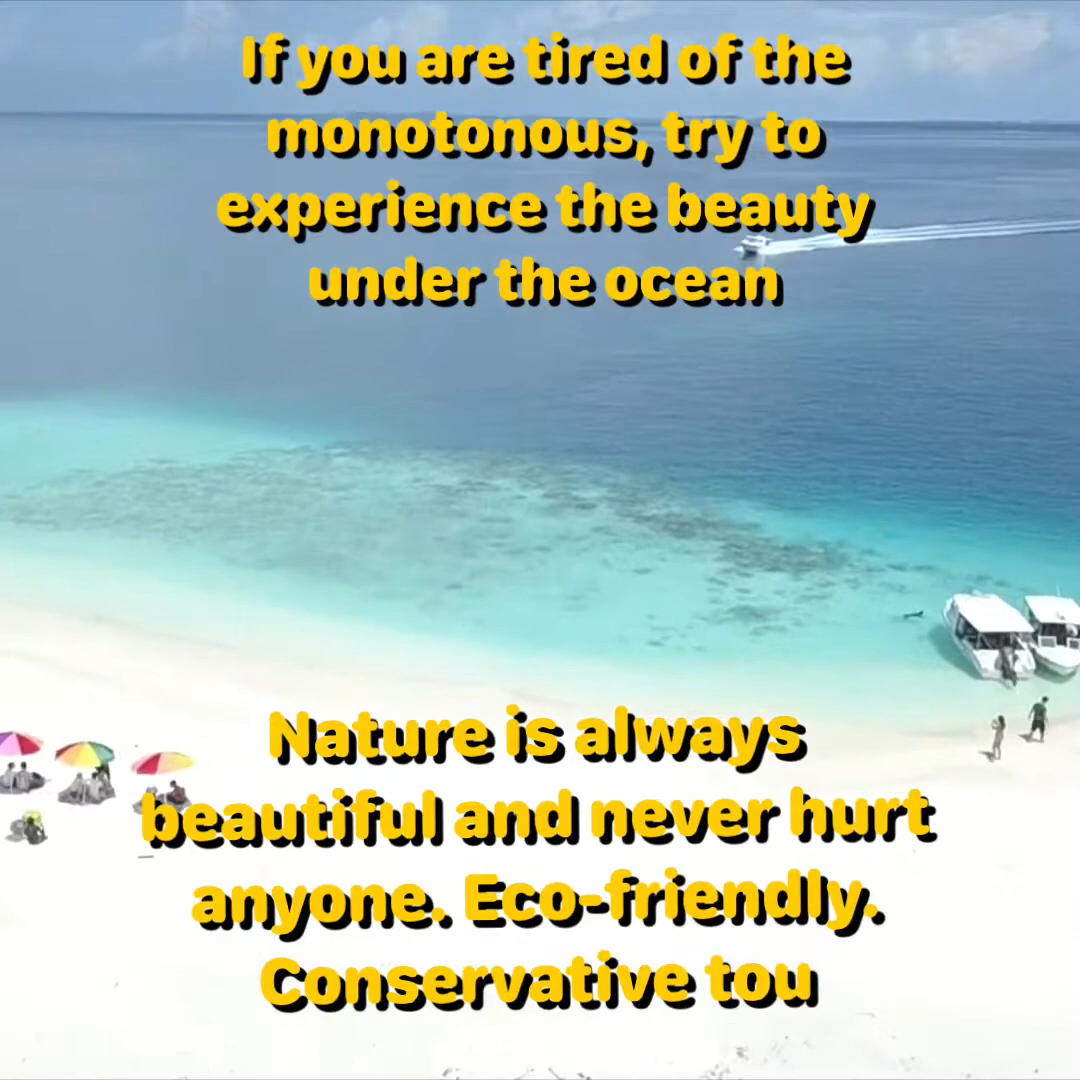 If you are tired of the
monotonous, try to
experience the beauty
under the ocean
Nature is always
beautiful and never hurt
anyone. Eco-friendly.
Conservative tou